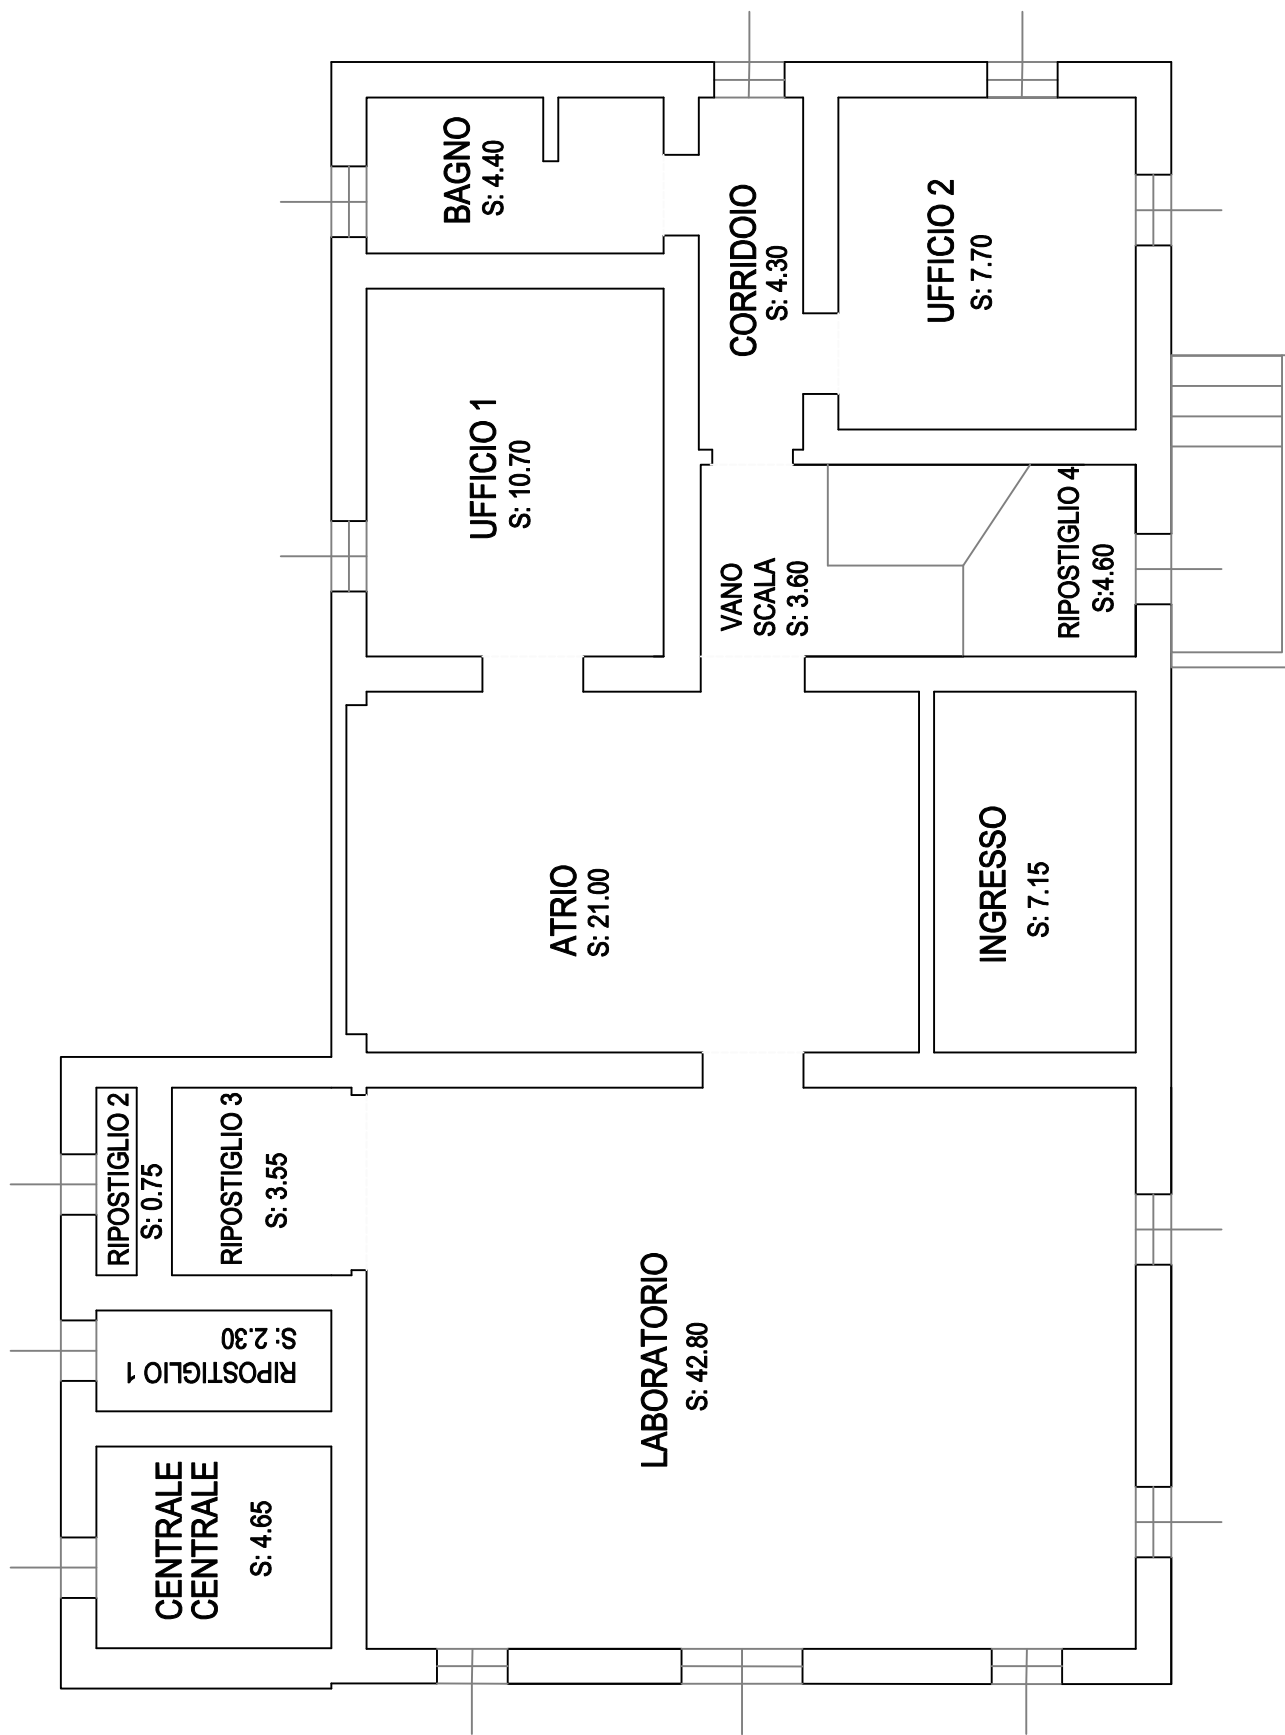 BAGNO
S: 4.40
CORRIDOIO
S: 4.30
UFFICIO 2
S: 7.70
UFFICIO 1
S: 10.70
VANO
SCALA
S: 3.60
RIPOSTIGLIO 4
S:4.60
ATRIO
S: 21.00
INGRESSO
S: 7.15
RIPOSTIGLIO 2
S: 0.75
RIPOSTIGLIO 3
S: 3.55
RIPOSTIGLIO 1
S: 2.30
LABORATORIO
S: 42.80
CENTRALE
CENTRALE
S: 4.65